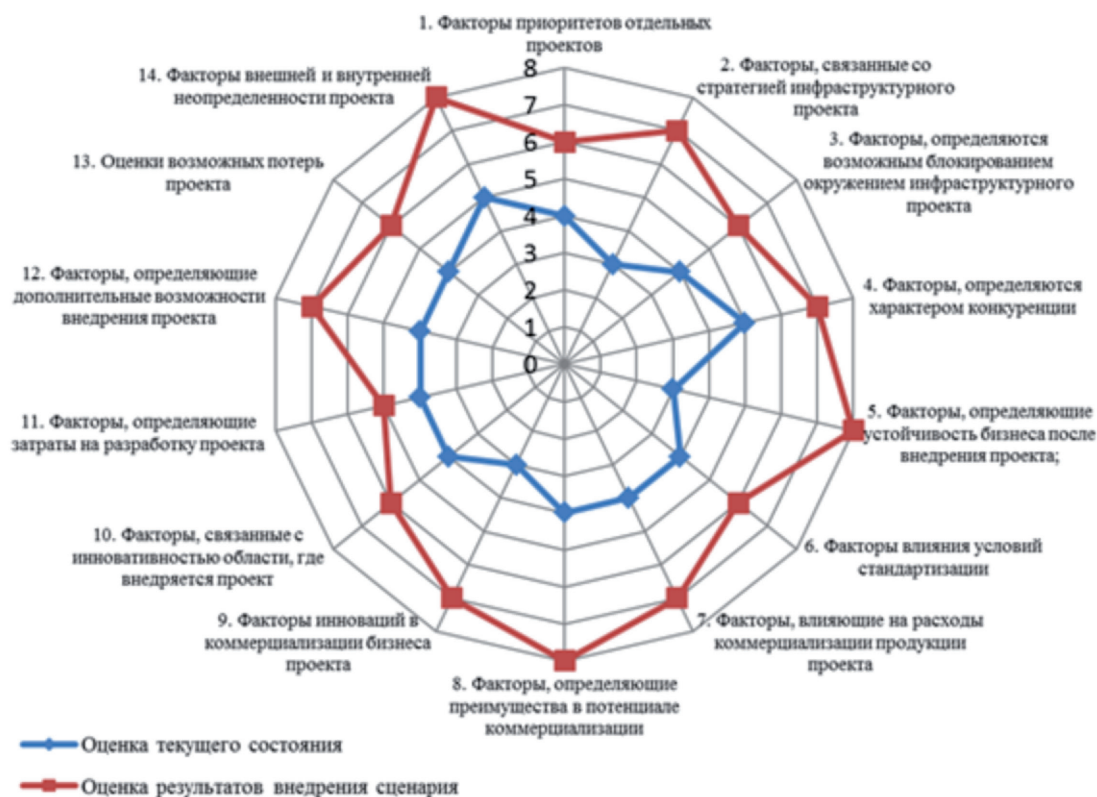 1. Факторы приоритетов отдельных
проектов
2. Факторы, связанные со
стратегией инфраструктурного
проекта
3. Факторы, определяются
возможным блокированием
окружением инфраструктурного
проекта
4. Факторы, определяются
характером конкуренции
5. Факторы, определяющие
устойчивость бизнеса после
внедрения проекта;
6. Факторы влияния условий
стандартизации
7. Факторы, влияющие на расходы
коммерциализации продукции
проекта
8. Факторы, определяющие
преимущества в потенциале
коммерциализации
9. Факторы инноваций в
коммерциализации бизнеса
проекта
10. Факторы, связанные с
инновативностью области, где
внедряется проект
11. Факторы, определяющие
затраты на разработку проекта
12. Факторы, определяющие
дополнительные возможности
внедрения проекта
13. Оценки возможных потерь
проекта
14. Факторы внешней и внутренней
неопределенности проекта
8
7
6
5
4
3
2
1
0
Оценка текущего состояния
Оценка результатов внедрения сценария